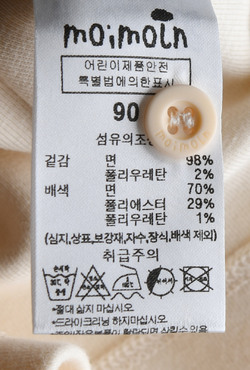 moimoln
어린이제품안전
특별법에의한표시
90
섬유의조
겉감 면 98%
폴리우레탄 2%
배색 면 70%
폴리에스터 29%
폴리우레탄 1%
(심지,상표,보강재,자수,장식,배색 제외)
취급주의
•절대 삶지 마십시오
•드라이크리닝 하지마십시오